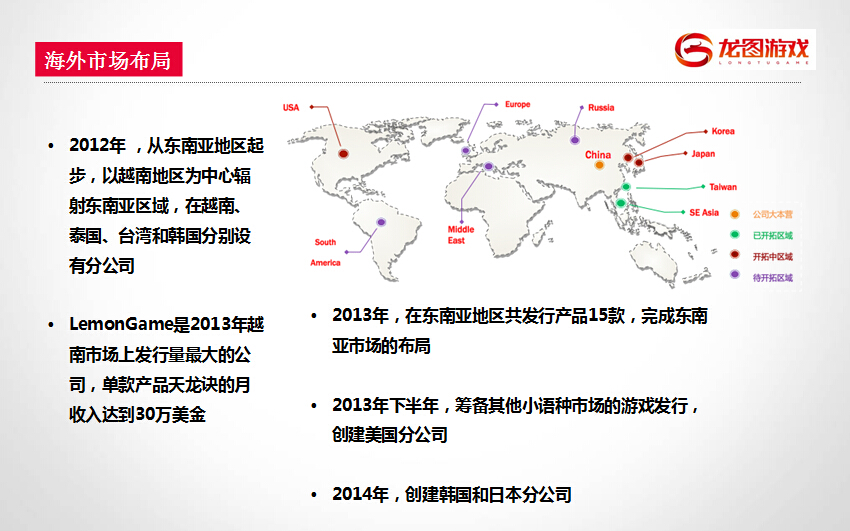 海外市场布局
龙图游戏
LONGTUGAME
• 2012年 ，从东南亚地区起
步，以越南地区为中心辐
射东南亚区域，在越南、
泰国、台湾和韩国分别设
有分公司
• LemonGame是2013年越
南市场上发行量最大的公
司，单款产品天龙诀的月
收入达到30万美金
USA
Europe
Russia
Korea
Japan
China
Taiwan
SE Asia
Middle
East
South
America
公司大本营
已开拓区域
开拓中区域
待开拓区域
• 2013年，在东南亚地区共发行产品15款，完成东南
亚市场的布局
• 2013年下半年，筹备其他小语种市场的游戏发行，
创建美国分公司
• 2014年，创建韩国和日本分公司